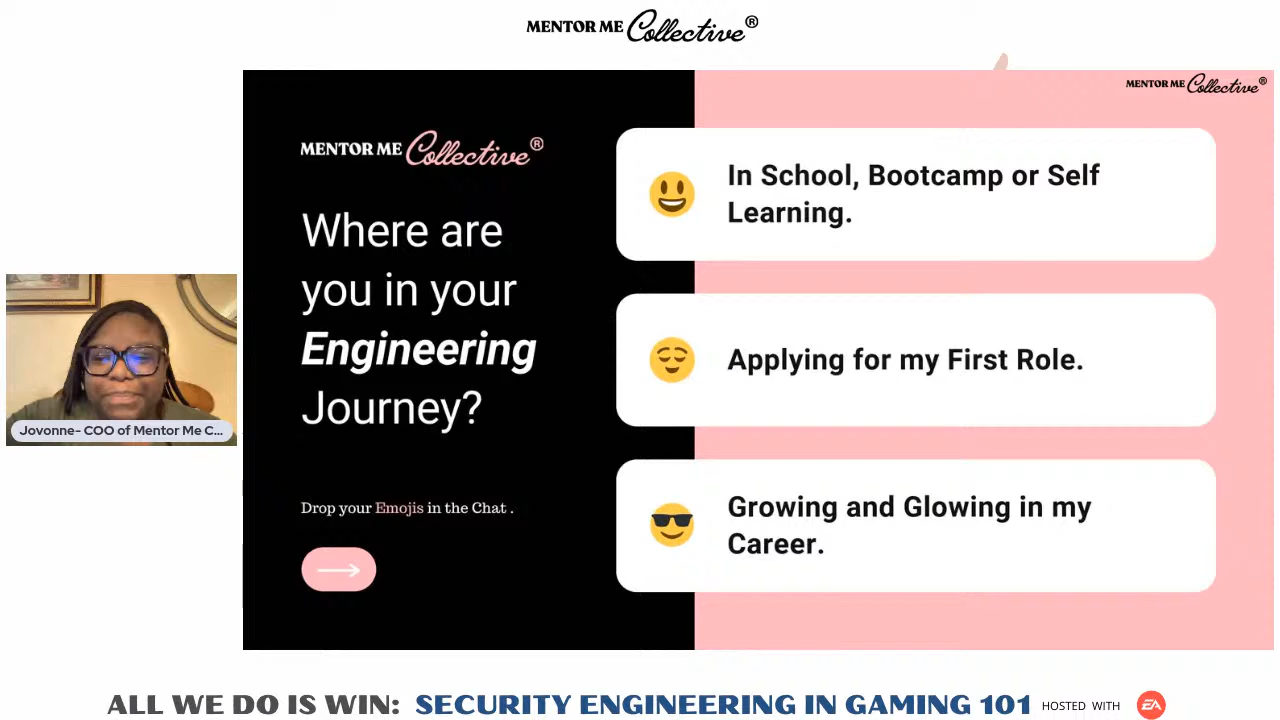 MENTOR ME Collective®
MENTOR ME Collective®
MENTOR ME Collective®
Where are
you in your
Engineering
Journey?
Drop your Emojis in the Chat .
In School, Bootcamp or Self
Learning.
Applying for my First Role.
Growing and Glowing in my
Career.
Jovonne- COO of Mentor Me C...
ALL WE DO IS WIN: SECURITY ENGINEERING IN GAMING 101 HOSTED WITH EA